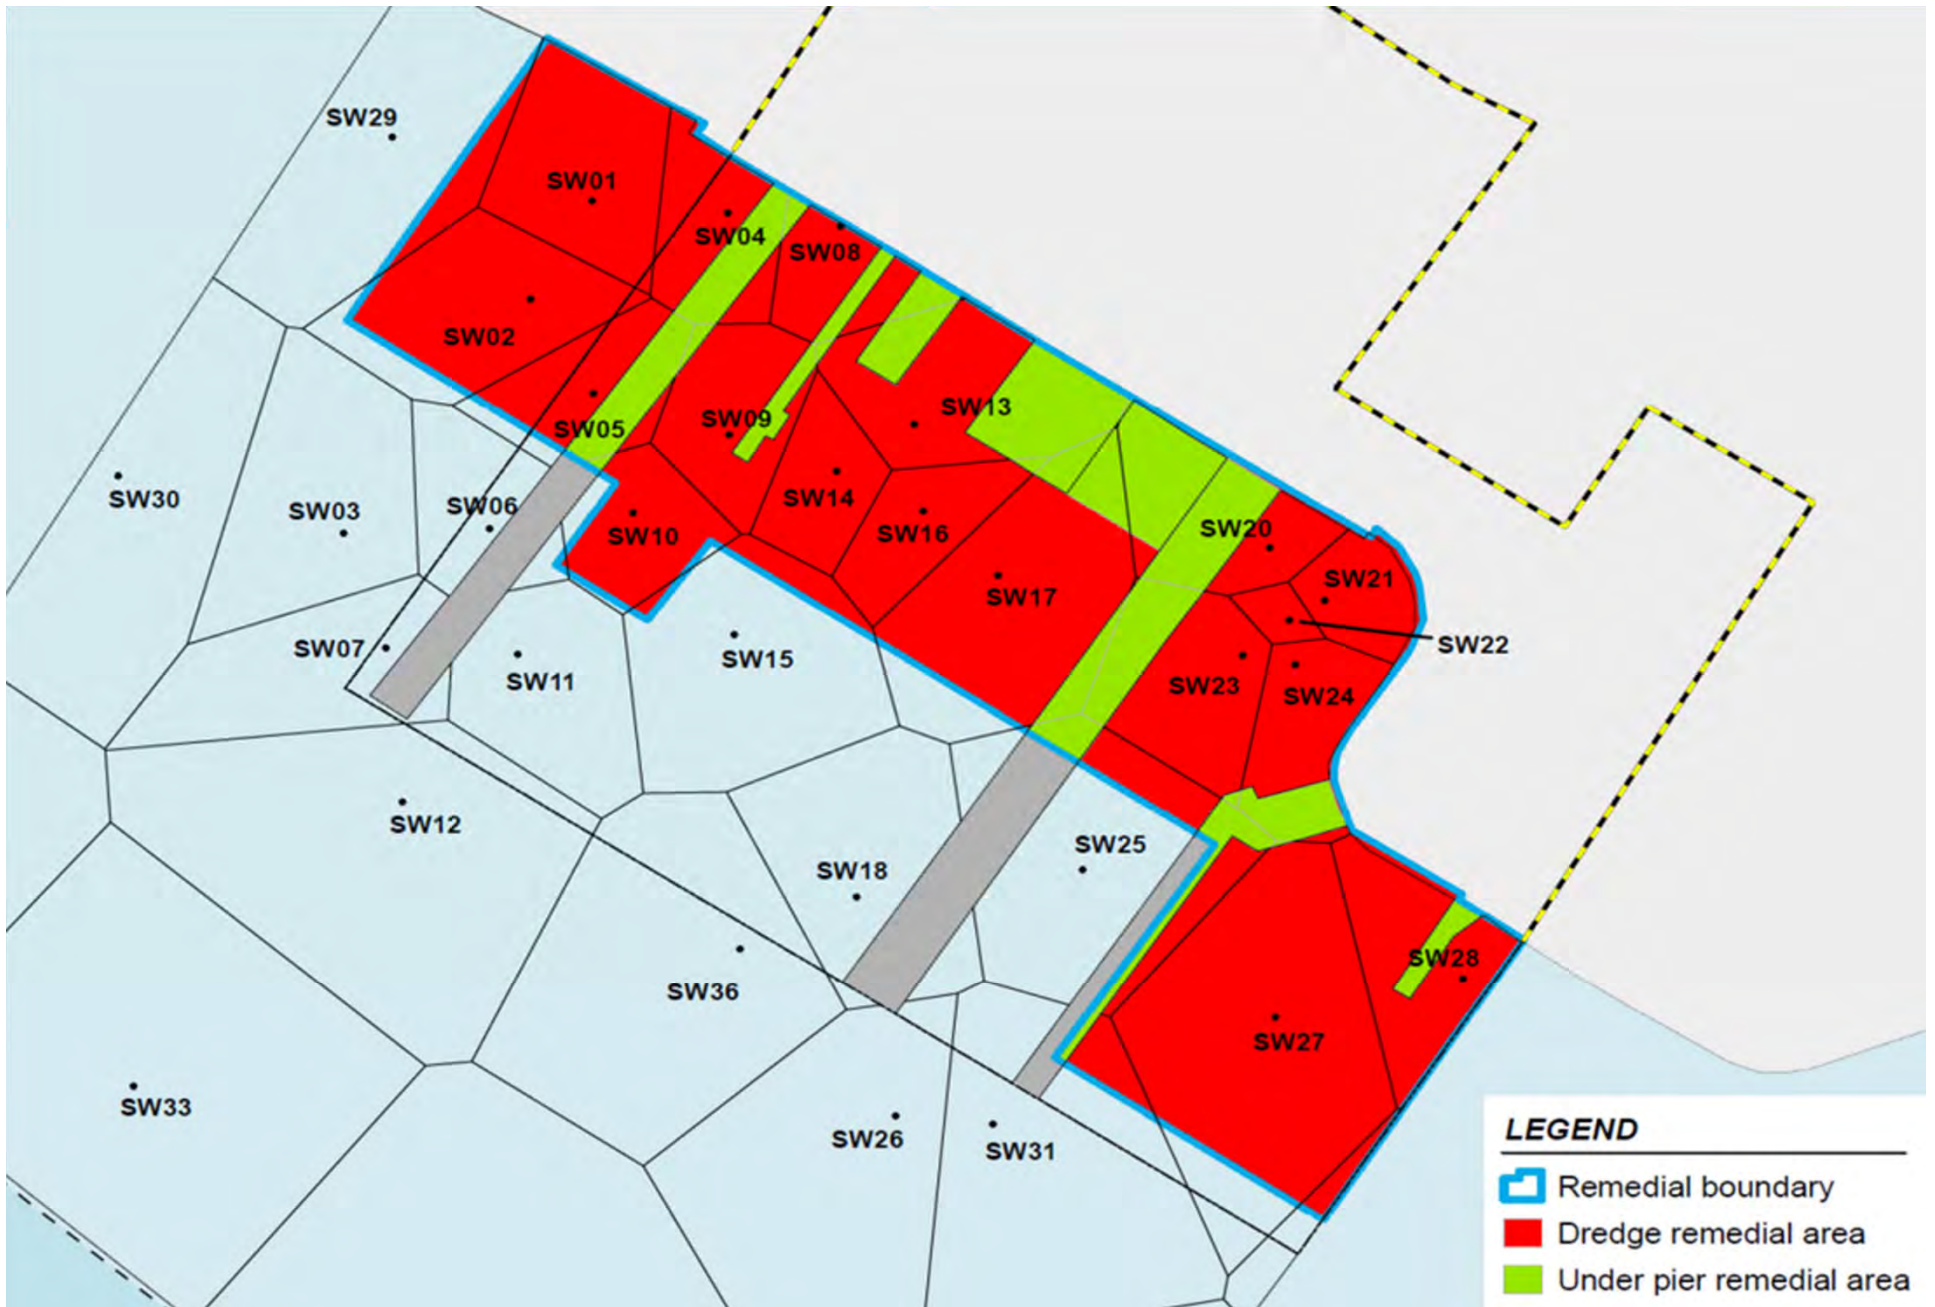 SW29
SW01
SW04
SW08
SW02
SW05
SW09
SW13
SW30
SW03
SW06
SW10
SW14
SW16
SW20
SW17
SW21
SW22
SW07
SW11
SW15
SW23
SW24
SW12
SW18
SW25
SW36
SW28
SW27
SW33
SW26
SW31
LEGEND
Remedial boundary
Dredge remedial area
Under pier remedial area